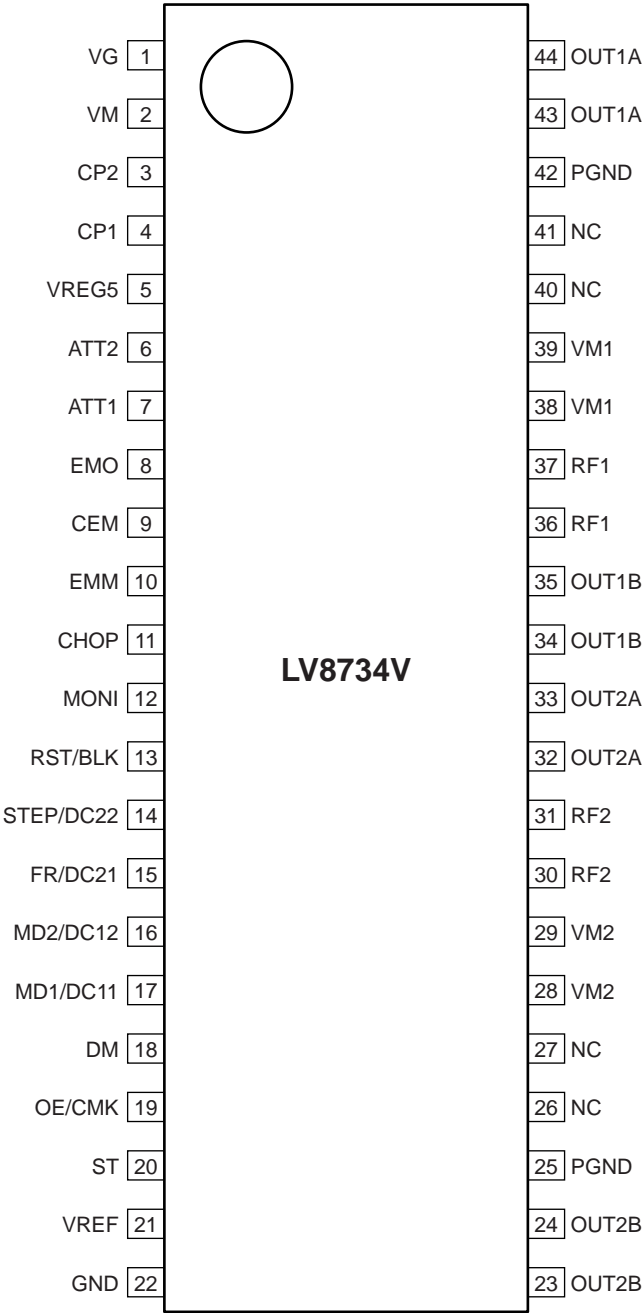 VG 1 44 OUT1A
VM 2 43 OUT1A
CP2 3 42 PGND
CP1 4 41 NC
VREG5 5 40 NC
ATT2 6 39 VM1
ATT1 7 38 VM1
EMO 8 37 RF1
CEM 9 36 RF1
EMM 10 35 OUT1B
CHOP 11 34 OUT1B
LV8734V
MONI 12 33 OUT2A
RST/BLK 13 32 OUT2A
STEP/DC22 14 31 RF2
FR/DC21 15 30 RF2
MD2/DC12 16 29 VM2
MD1/DC11 17 28 VM2
DM 18 27 NC
OE/CMK 19 26 NC
ST 20 25 PGND
VREF 21 24 OUT2B
GND 22 23 OUT2B